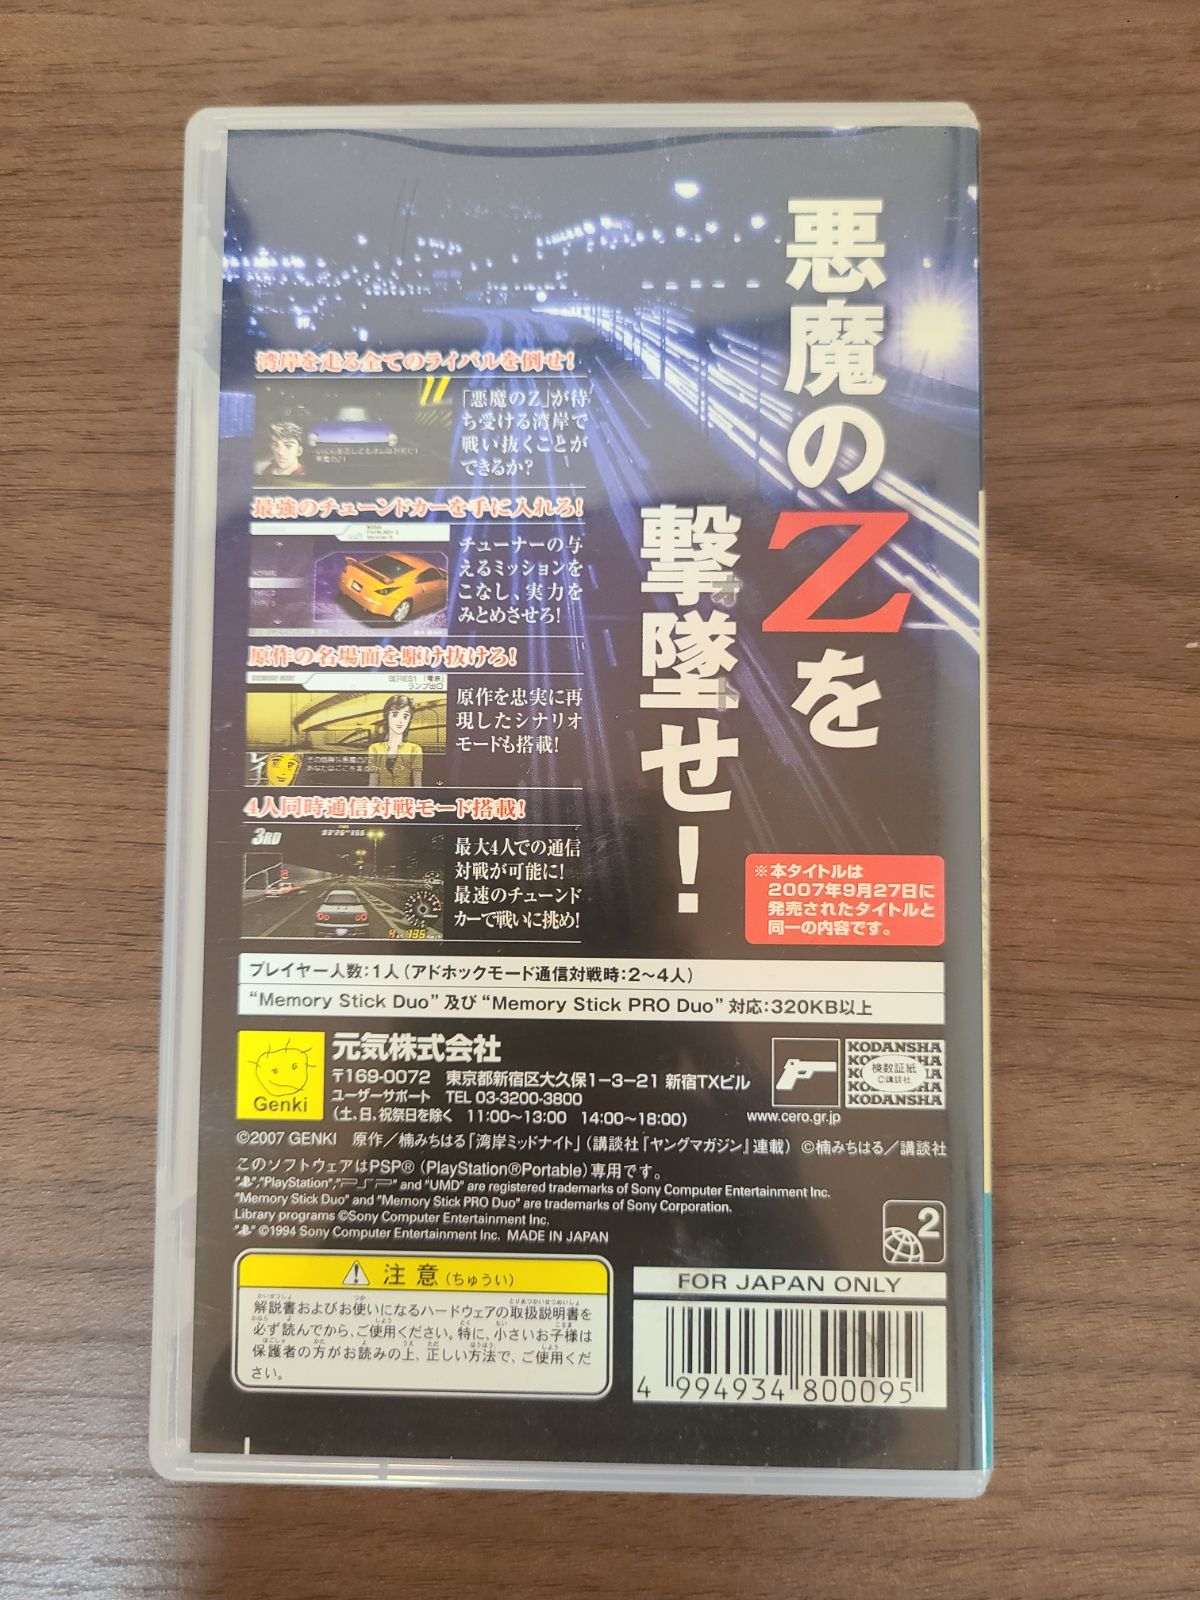 悪魔のZを
撃墜せ!
オト
湾岸を走る全てのライバルを倒せ!
「悪魔のZ」が待
ち受ける湾岸で
戦い抜くことが
できるか?
最強のチューンドカーを手に入れろ!
NORMAL
TYPE 2
TYPE 3
チューナーの与
えるミッションを
こなし、実力を
みとめさせろ!
原作の名場面を駆け抜けろ!
SERIES1 「電車」
ランプ出口
原作を忠実に再
現したシナリオ
モードも搭載!
4人同時通信対戦モード搭載!
3RD
最大4人での通信
対戦が可能に!
最速のチューンド
カーで戦いに挑め!
※本タイトルは
2007年9月27日に
発売されたタイトルと
同一の内容です。
プレイヤー人数:1人(アドホックモード通信対戦時:2〜4人)
“Memory Stick Duo” 及び “Memory Stick PRO Duo” 対応:320KB以上
Genki
元気株式会社
〒169-0072 東京都新宿区大久保1-3-21 新宿TXビル
ユーザーサポート TEL 03-3200-3800
(土、日、祝祭日を除く 11:00〜13:00 14:00〜18:00)
www.cero.gr.jp
KODANSHA
KODANSHA
検数証紙
©講談社
©2007 GENKI 原作/楠みちはる「湾岸ミッドナイト」(講談社『ヤングマガジン』連載) ©楠みちはる/講談社
このソフトウェアはPSP® (PlayStation®Portable)専用です。
"PlayStation", "PSP" and "UMD" are registered trademarks of Sony Computer Entertainment Inc.
"Memory Stick Duo" and "Memory Stick PRO Duo" are trademarks of Sony Corporation.
Library programs ©Sony Computer Entertainment Inc.
©1994 Sony Computer Entertainment Inc. MADE IN JAPAN
2
注意(ちゅうい)
解説書およびお使いになるハードウェアの取扱説明書を
必ず読んでから、ご使用ください。特に、小さいお子様は
保護者の方がお読みの上、正しい方法で、ご使用くだ
さい。
FOR JAPAN ONLY
4 994934 800095